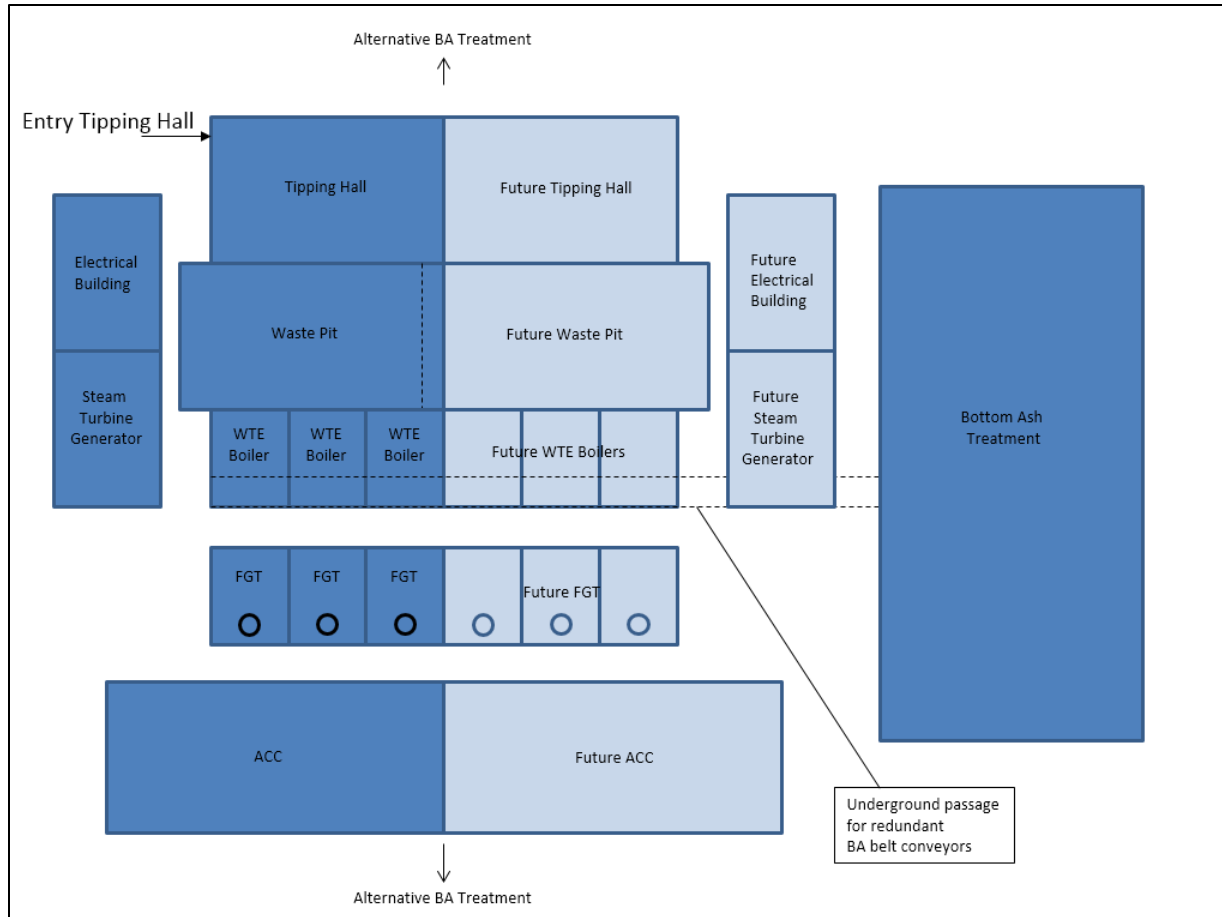 Alternative BA Treatment
Entry Tipping Hall
Tipping Hall
Future Tipping Hall
Electrical
Building
Future
Electrical
Building
Waste Pit
Future Waste Pit
Steam
Turbine
Generator
Future
Steam
Turbine
Generator
Bottom Ash
Treatment
WTE
Boiler
WTE
Boiler
WTE
Boiler
Future WTE Boilers
FGT
FGT
FGT
Future FGT
ACC
Future ACC
Underground passage
for redundant
BA belt conveyors
Alternative BA Treatment